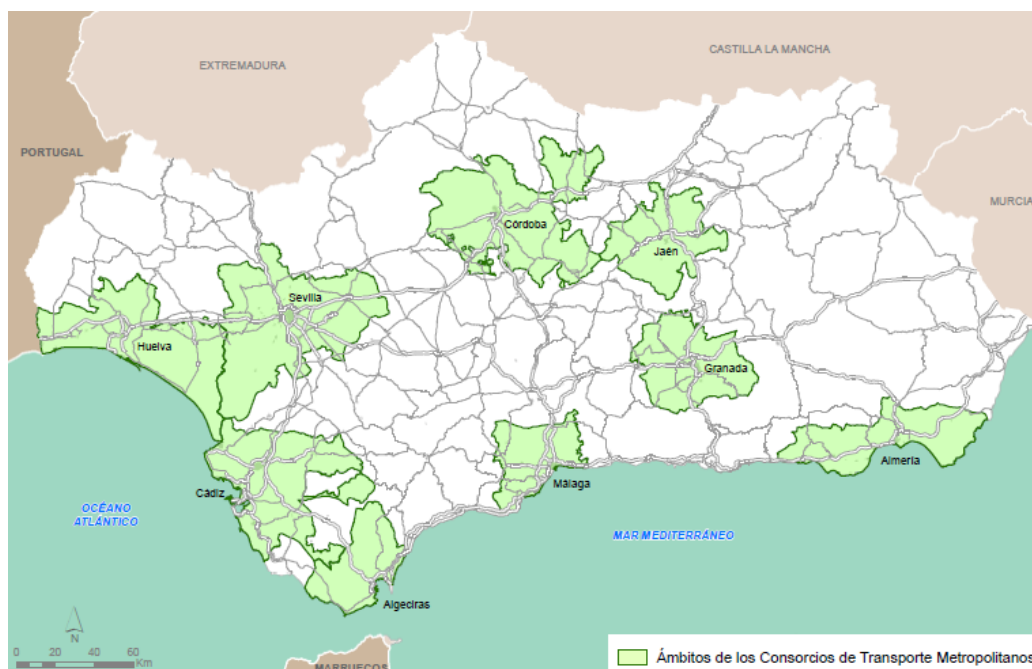 CASTILLA LA MANCHA
EXTREMADURA
PORTUGAL
MURCIA
Córdoba
Jaén
Sevilla
Huelva
Granada
Almería
Málaga
Cádiz
OCÉANO
ATLÁNTICO
MAR MEDITERRÁNEO
Algeciras
N
0 20 40 60
Km
MARRUECOS
Ámbitos de los Consorcios de Transporte Metropolitano